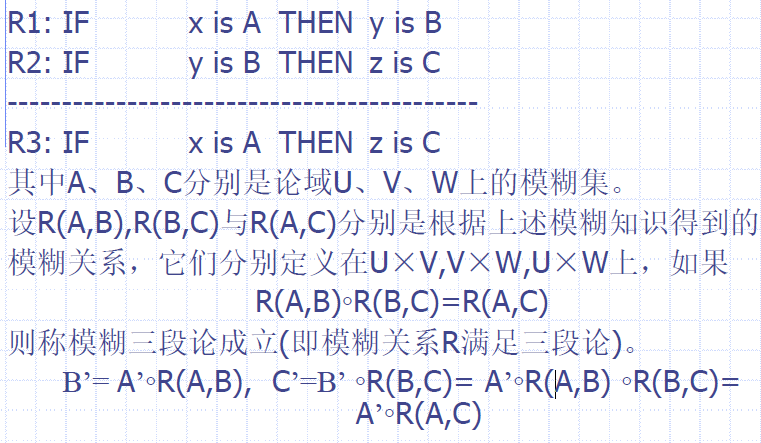 R1: IF x is A THEN y is B
R2: IF y is B THEN z is C
--------------------------------------------
R3: IF x is A THEN z is C
其中A、B、C分别是论域U、V、W上的模糊集。
设R(A,B),R(B,C)与R(A,C)分别是根据上述模糊知识得到的
模糊关系，它们分别定义在U×V,V×W,U×W上，如果
R(A,B)◦R(B,C)=R(A,C)
则称模糊三段论成立(即模糊关系R满足三段论)。
B’= A’◦R(A,B), C’=B’ ◦R(B,C)= A’◦R(A,B) ◦R(B,C)=
A’◦R(A,C)